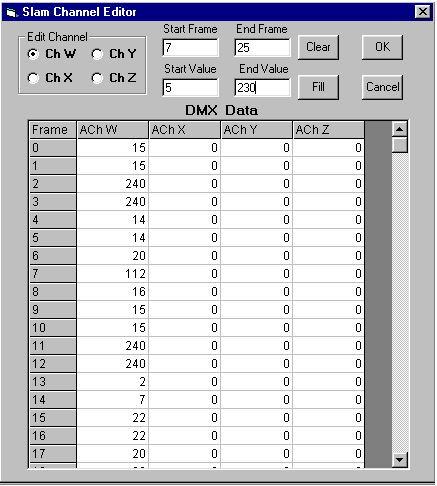 Slam Channel Editor
Edit Channel
Ch W Ch Y
Ch X Ch Z
Start Frame End Frame
7 25 Clear OK
Start Value End Value
5 230 Fill Cancel
DMX Data
Frame ACh W ACh X ACh Y ACh Z
0 15 0 0 0
1 15 0 0 0
2 240 0 0 0
3 240 0 0 0
4 14 0 0 0
5 14 0 0 0
6 20 0 0 0
7 112 0 0 0
8 16 0 0 0
9 15 0 0 0
10 15 0 0 0
11 240 0 0 0
12 240 0 0 0
13 2 0 0 0
14 7 0 0 0
15 22 0 0 0
16 22 0 0 0
17 20 0 0 0